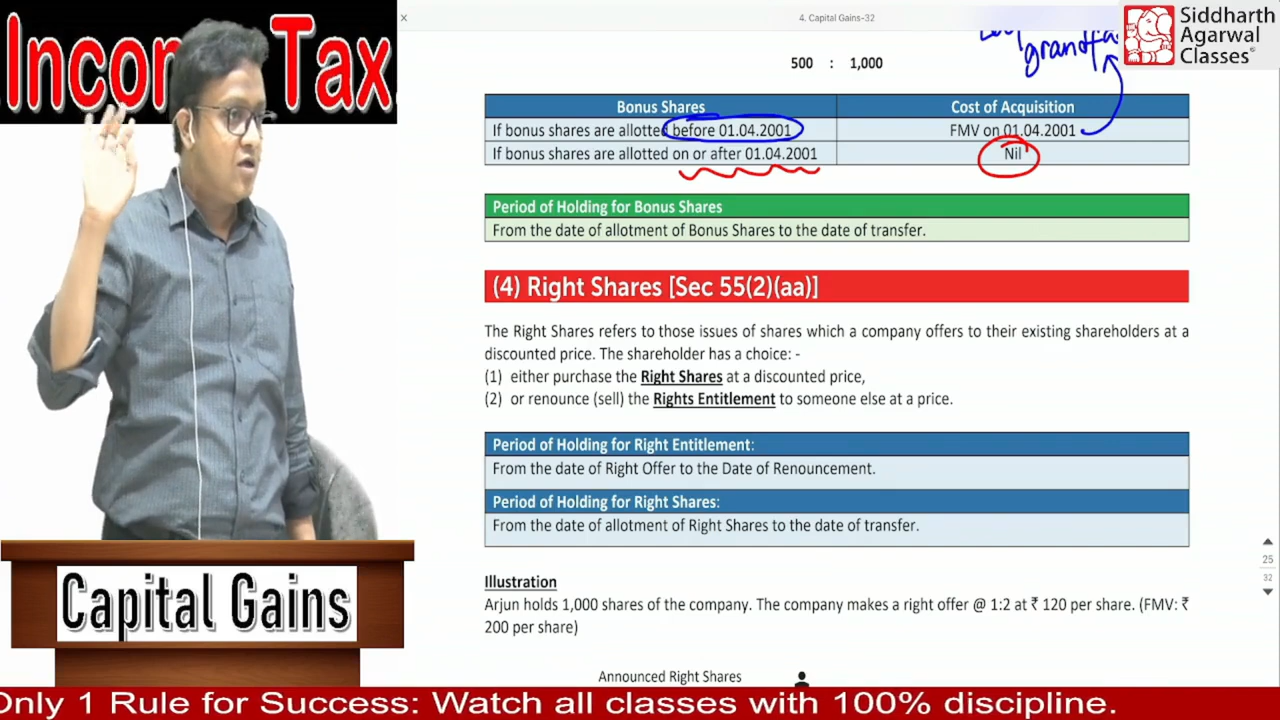 Income Tax
4. Capital Gains-32
grandfa
Siddharth
Agarwal
Classes
500 : 1,000
Bonus Shares
Cost of Acquisition
If bonus shares are allotted before 01.04.2001
FMV on 01.04.2001
If bonus shares are allotted on or after 01.04.2001
Nil
Period of Holding for Bonus Shares
From the date of allotment of Bonus Shares to the date of transfer.
(4) Right Shares [Sec 55(2)(aa)]
The Right Shares refers to those issues of shares which a company offers to their existing shareholders at a
discounted price. The shareholder has a choice: -
(1) either purchase the Right Shares at a discounted price,
(2) or renounce (sell) the Rights Entitlement to someone else at a price.
Period of Holding for Right Entitlement:
From the date of Right Offer to the Date of Renouncement.
Period of Holding for Right Shares:
From the date of allotment of Right Shares to the date of transfer.
25
32
Illustration
Arjun holds 1,000 shares of the company. The company makes a right offer @ 1:2 at ₹ 120 per share. (FMV: ₹
200 per share)
Announced Right Shares
Capital Gains
Only 1 Rule for Success: Watch all classes with 100% discipline.